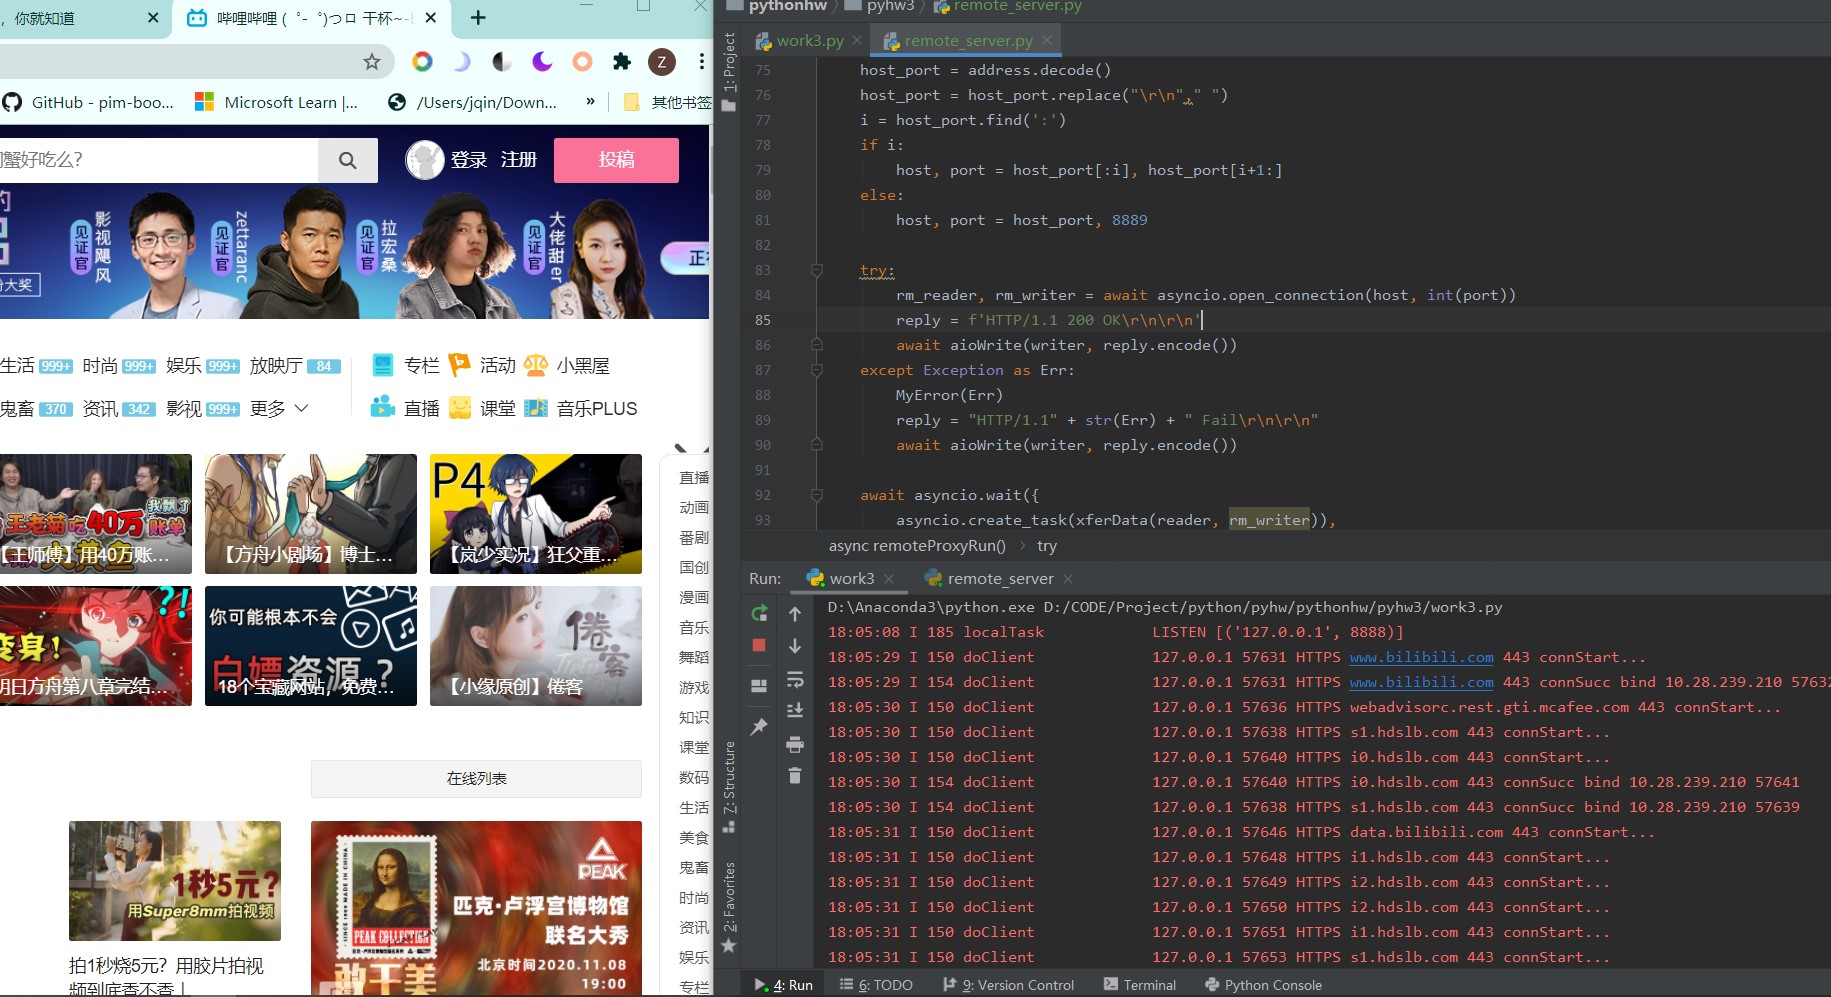 ，你就知道
哔哩哔哩 (゜-゜)つロ 干杯~-b
Z
GitHub - pim-boo...
Microsoft Learn |...
/Users/jqin/Down...
»
其他书签
蟹好吃么?
登录
注册
投稿
的
大奖
见证官
影视飓风
见证官
zettaranc
见证官
拉宏桑
见证官
大佬甜er
正在
生活 999+ 时尚 999+ 娱乐 999+ 放映厅 84
专栏 活动 小黑屋
鬼畜 370 资讯 342 影视 999+ 更多
直播 课堂 音乐PLUS
我飘了
王老菊吃40万账单
【王师傅】用40万账...
【方舟小剧场】博士...
P4
【岚少实况】狂父重...
?!
变身!
明日方舟第八章完结...
你可能根本不会
白嫖资源?
18个宝藏网站，免费...
倦客
【小缘原创】倦客
直播
动画
番剧
国创
漫画
音乐
舞蹈
游戏
知识
课堂
数码
生活
美食
鬼畜
时尚
资讯
娱乐
专栏
在线列表
1秒5元?
用Super8mm拍视频
拍1秒烧5元？用胶片拍视
频到底香不香 |
SINCE 1989
MADE IN CHINA
PEAK COLLECTION
PEAK
匹克·卢浮宫博物馆
联名大秀
北京时间2020.11.08
19:00
敢于美
pythonhw
pyhw3
remote_server.py
work3.py
remote_server.py
1: Project
75 host_port = address.decode()
76 host_port = host_port.replace("\r\n"," ")
77 i = host_port.find(':')
78 if i:
79 host, port = host_port[:i], host_port[i+1:]
80 else:
81 host, port = host_port, 8889
82
83 try:
84 rm_reader, rm_writer = await asyncio.open_connection(host, int(port))
85 reply = f'HTTP/1.1 200 OK\r\n\r\n'
86 await aioWrite(writer, reply.encode())
87 except Exception as Err:
88 MyError(Err)
89 reply = "HTTP/1.1" + str(Err) + " Fail\r\n\r\n"
90 await aioWrite(writer, reply.encode())
91
92 await asyncio.wait({
93 asyncio.create_task(xferData(reader, rm_writer)),
async remoteProxyRun() › try
Run:
work3
remote_server
D:\Anaconda3\python.exe D:/CODE/Project/python/pyhw/pythonhw/pyhw3/work3.py
18:05:08 I 185 localTask LISTEN [('127.0.0.1', 8888)]
18:05:29 I 150 doClient 127.0.0.1 57631 HTTPS www.bilibili.com 443 connStart...
18:05:29 I 154 doClient 127.0.0.1 57631 HTTPS www.bilibili.com 443 connSucc bind 10.28.239.210 57632
18:05:30 I 150 doClient 127.0.0.1 57636 HTTPS webadvisorc.rest.gti.mcafee.com 443 connStart...
18:05:30 I 150 doClient 127.0.0.1 57638 HTTPS s1.hdslb.com 443 connStart...
18:05:30 I 150 doClient 127.0.0.1 57640 HTTPS i0.hdslb.com 443 connStart...
18:05:30 I 154 doClient 127.0.0.1 57640 HTTPS i0.hdslb.com 443 connSucc bind 10.28.239.210 57641
18:05:30 I 154 doClient 127.0.0.1 57638 HTTPS s1.hdslb.com 443 connSucc bind 10.28.239.210 57639
18:05:31 I 150 doClient 127.0.0.1 57646 HTTPS data.bilibili.com 443 connStart...
18:05:31 I 150 doClient 127.0.0.1 57648 HTTPS i1.hdslb.com 443 connStart...
18:05:31 I 150 doClient 127.0.0.1 57649 HTTPS i2.hdslb.com 443 connStart...
18:05:31 I 150 doClient 127.0.0.1 57650 HTTPS i2.hdslb.com 443 connStart...
18:05:31 I 150 doClient 127.0.0.1 57651 HTTPS i1.hdslb.com 443 connStart...
18:05:31 I 150 doClient 127.0.0.1 57653 HTTPS s1.hdslb.com 443 connStart...
7: Structure
2: Favorites
4: Run
6: TODO
9: Version Control
Terminal
Python Console